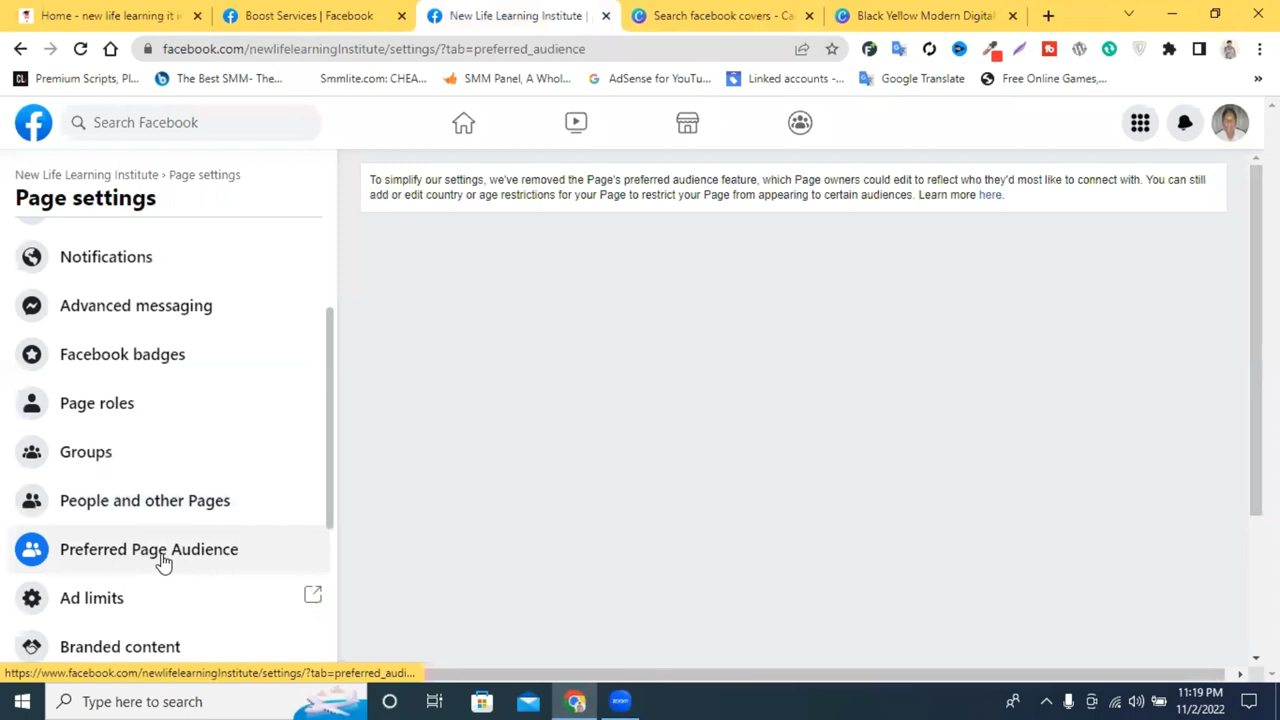 Home - new life learning it i
Boost Services | Facebook
New Life Learning Institute |
Search facebook covers - Ca
Black Yellow Modern Digital
facebook.com/newlifelearningInstitute/settings/?tab=preferred_audience
Premium Scripts, Pl...
The Best SMM- The...
Smmlite.com: CHEA...
SMM Panel, A Whol...
AdSense for YouTu...
Linked accounts -...
Google Translate
Free Online Games,...
Search Facebook
New Life Learning Institute › Page settings
Page settings
Notifications
Advanced messaging
Facebook badges
Page roles
Groups
People and other Pages
Preferred Page Audience
Ad limits
Branded content
To simplify our settings, we've removed the Page's preferred audience feature, which Page owners could edit to reflect who they'd most like to connect with. You can still
add or edit country or age restrictions for your Page to restrict your Page from appearing to certain audiences. Learn more here.
https://www.facebook.com/newlifelearningInstitute/settings/?tab=preferred_audi...
Type here to search
zoom
11:19 PM
11/2/2022